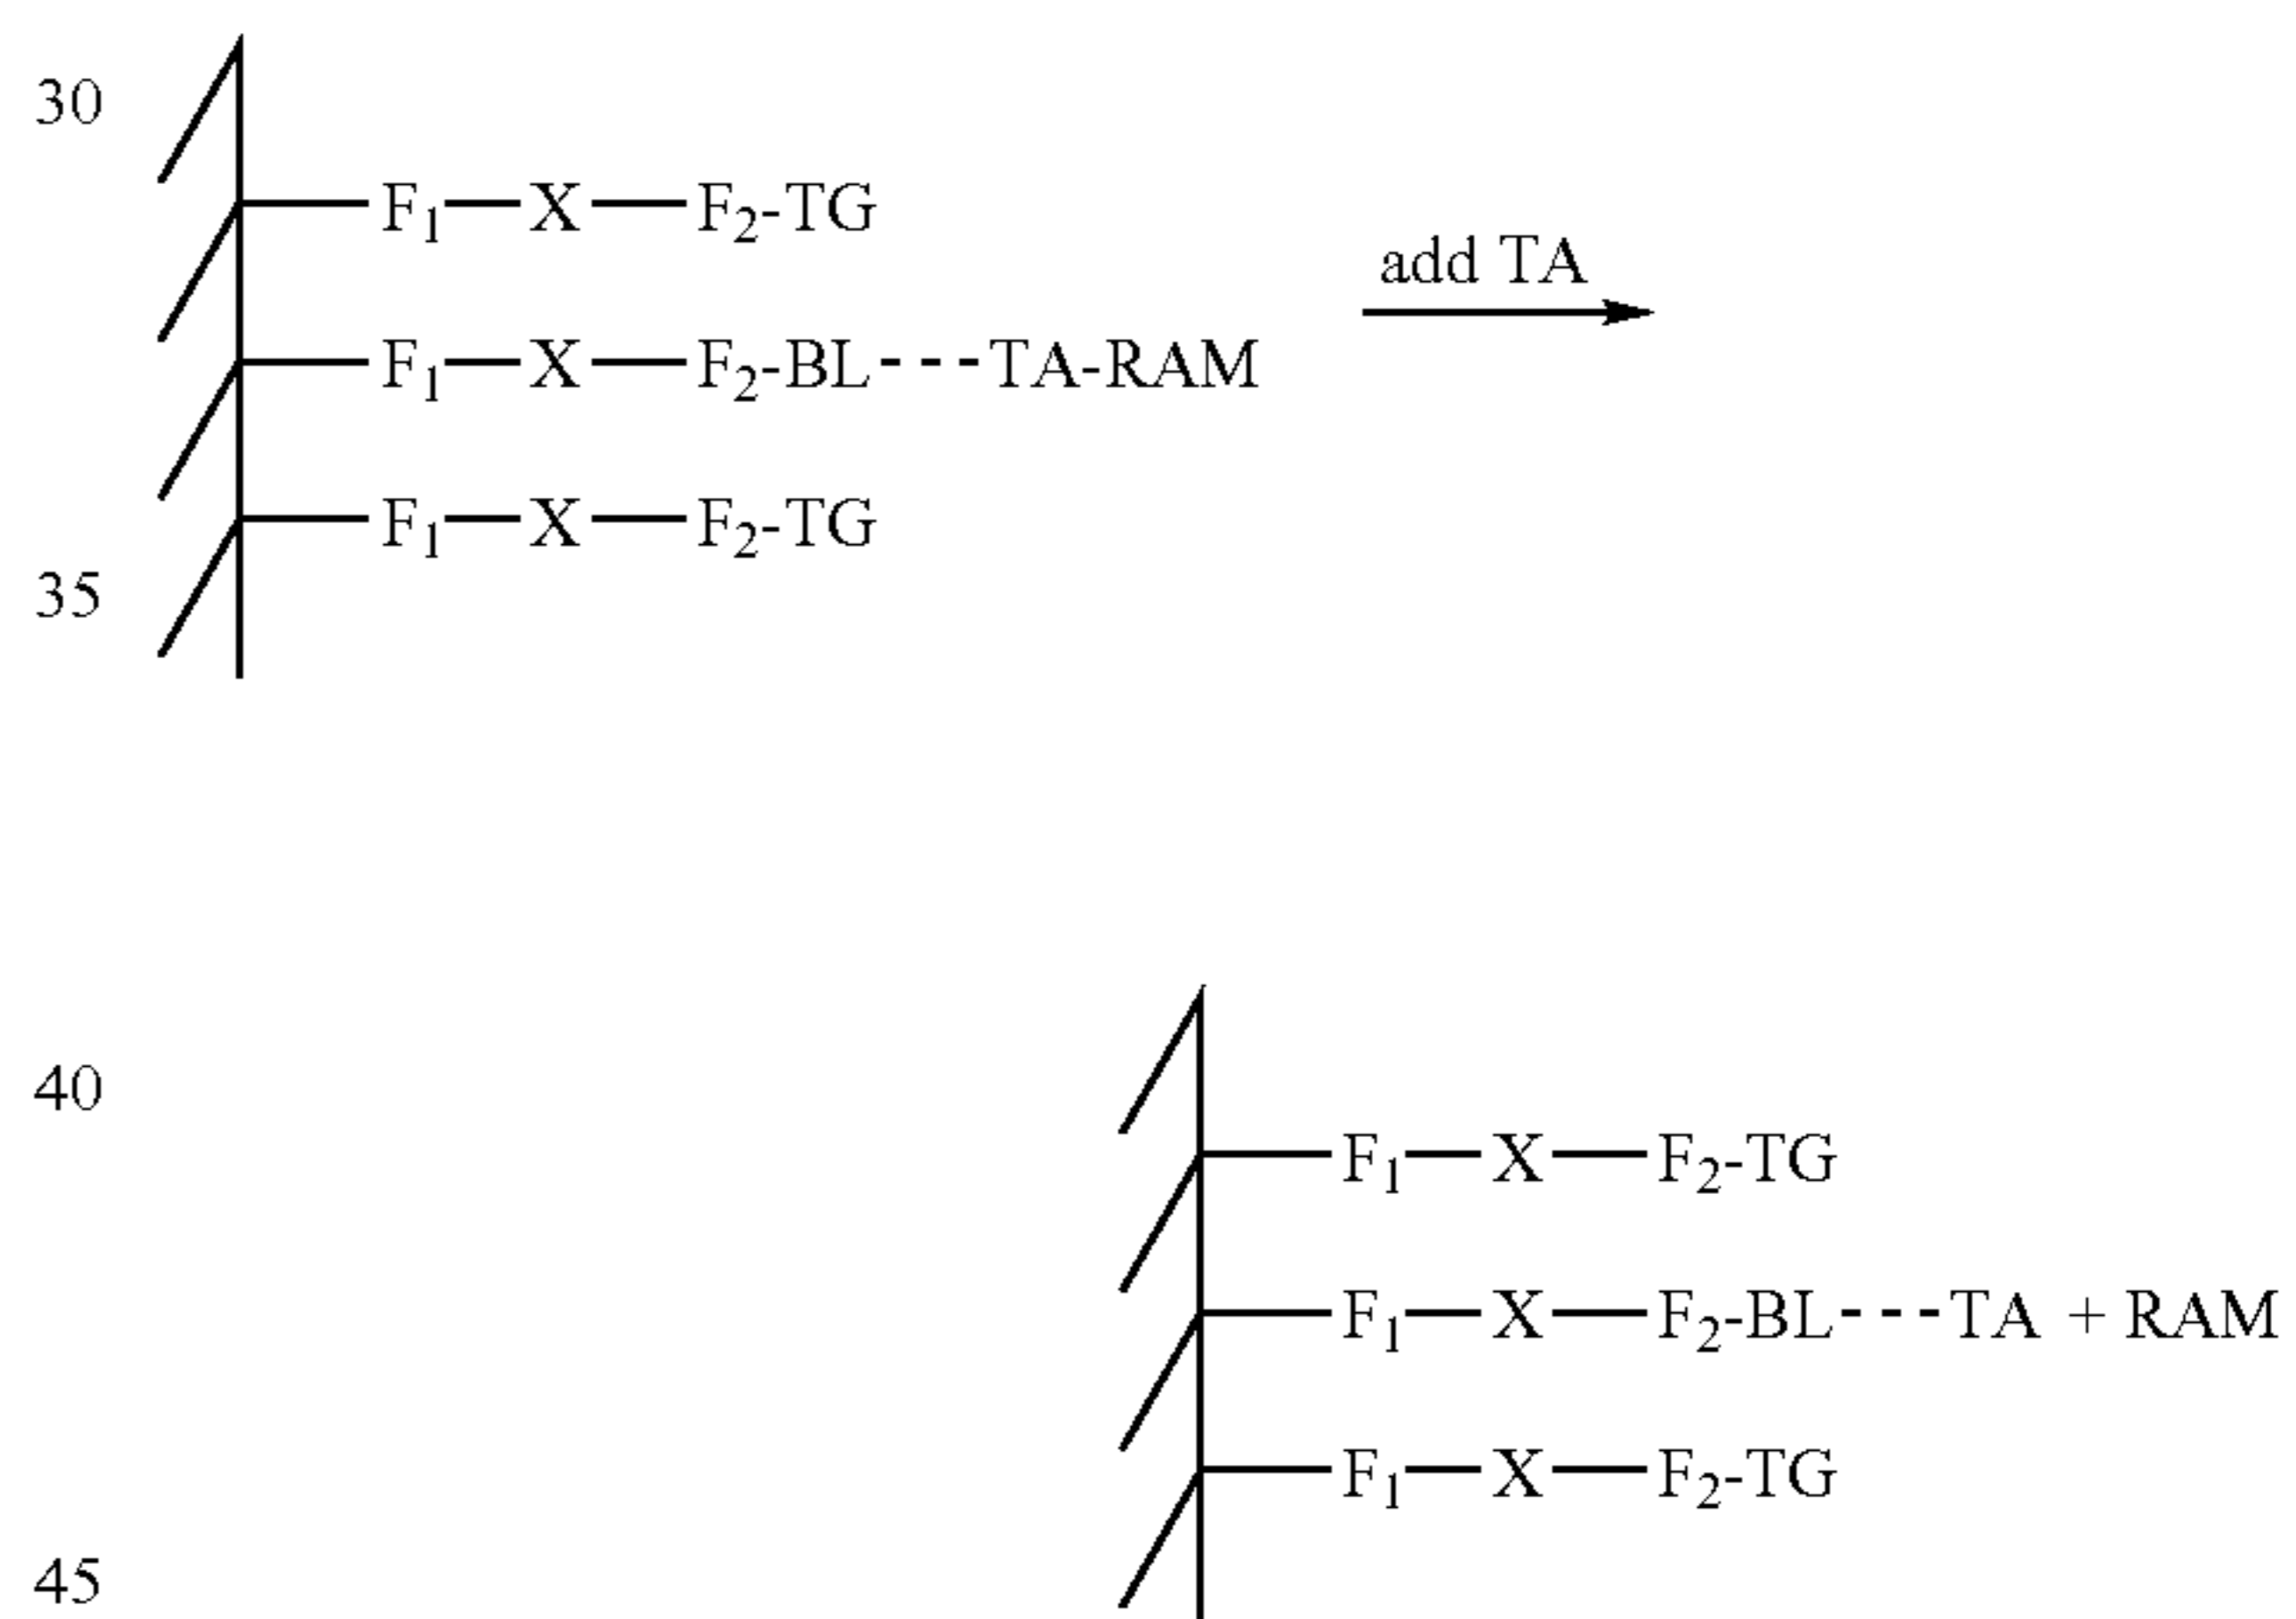 30
F₁—X—F₂-TG
add TA
F₁—X—F₂-BL---TA-RAM
F₁—X—F₂-TG
35
40
F₁—X—F₂-TG
F₁—X—F₂-BL---TA + RAM
F₁—X—F₂-TG
45